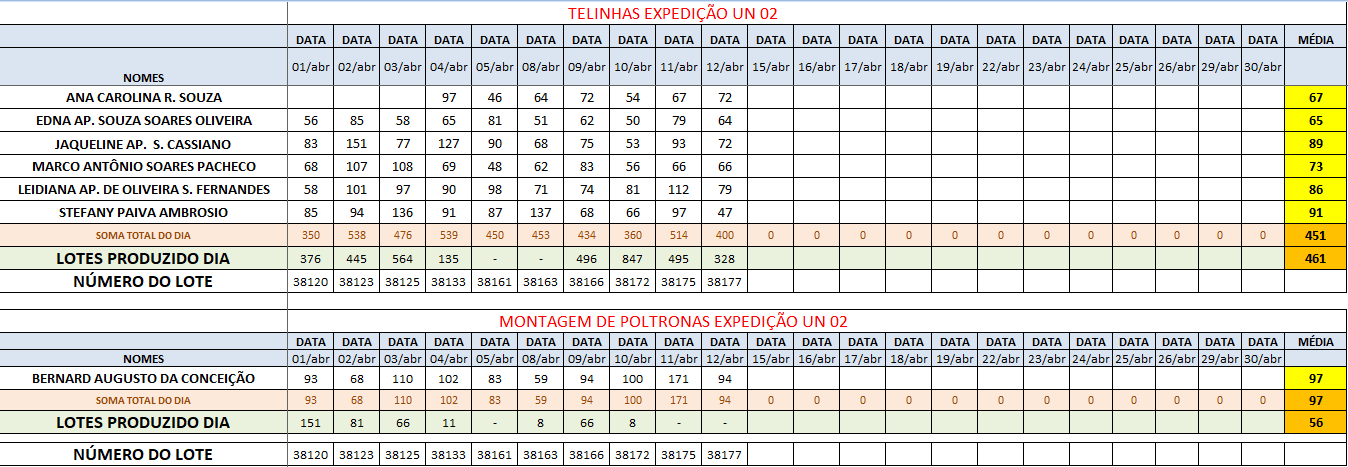 TELINHAS EXPEDIÇÃO UN 02
DATA DATA DATA DATA DATA DATA DATA DATA DATA DATA DATA DATA DATA DATA DATA DATA DATA DATA DATA DATA DATA DATA MÉDIA
NOMES 01/abr 02/abr 03/abr 04/abr 05/abr 08/abr 09/abr 10/abr 11/abr 12/abr 15/abr 16/abr 17/abr 18/abr 19/abr 22/abr 23/abr 24/abr 25/abr 26/abr 29/abr 30/abr
ANA CAROLINA R. SOUZA 97 46 64 72 54 67 72 67
EDNA AP. SOUZA SOARES OLIVEIRA 56 85 58 65 81 51 62 50 79 64 65
JAQUELINE AP. S. CASSIANO 83 151 77 127 90 68 75 53 93 72 89
MARCO ANTÔNIO SOARES PACHECO 68 107 108 69 48 62 83 56 66 66 73
LEIDIANA AP. DE OLIVEIRA S. FERNANDES 58 101 97 90 98 71 74 81 112 79 86
STEFANY PAIVA AMBROSIO 85 94 136 91 87 137 68 66 97 47 91
SOMA TOTAL DO DIA 350 538 476 539 450 453 434 360 514 400 0 0 0 0 0 0 0 0 0 0 0 0 451
LOTES PRODUZIDO DIA 376 445 564 135 - - 496 847 495 328 461
NÚMERO DO LOTE 38120 38123 38125 38133 38161 38163 38166 38172 38175 38177
MONTAGEM DE POLTRONAS EXPEDIÇÃO UN 02
DATA DATA DATA DATA DATA DATA DATA DATA DATA DATA DATA DATA DATA DATA DATA DATA DATA DATA DATA DATA DATA DATA MÉDIA
NOMES 01/abr 02/abr 03/abr 04/abr 05/abr 08/abr 09/abr 10/abr 11/abr 12/abr 15/abr 16/abr 17/abr 18/abr 19/abr 22/abr 23/abr 24/abr 25/abr 26/abr 29/abr 30/abr
BERNARD AUGUSTO DA CONCEIÇÃO 93 68 110 102 83 59 94 100 171 94 97
SOMA TOTAL DO DIA 93 68 110 102 83 59 94 100 171 94 0 0 0 0 0 0 0 0 0 0 0 0 97
LOTES PRODUZIDO DIA 151 81 66 11 - 8 66 8 - - 56
NÚMERO DO LOTE 38120 38123 38125 38133 38161 38163 38166 38172 38175 38177